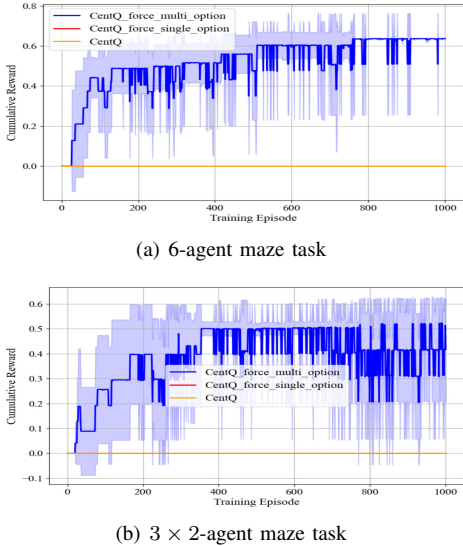 0.8
CentQ_force_multi_option
CentQ_force_single_option
CentQ
0.6
0.4
0.2
0.0
Cumulative Reward
0 200 400 600 800 1000
Training Episode
(a) 6-agent maze task
0.6
0.5
0.4
0.3
0.2
0.1
0.0
−0.1
Cumulative Reward
CentQ_force_multi_option
CentQ_force_single_option
CentQ
0 200 400 600 800 1000
Training Episode
(b) 3 × 2-agent maze task